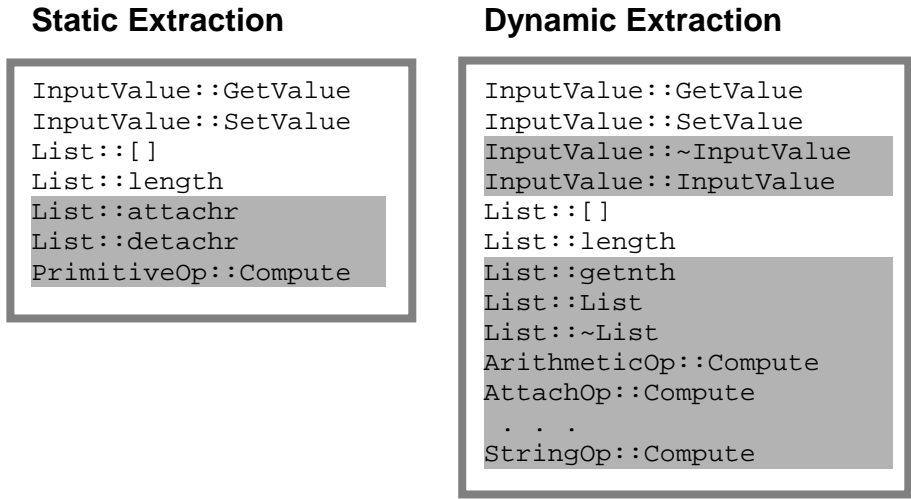 Static Extraction
InputValue::GetValue
InputValue::SetValue
List::[]
List::length
List::attachr
List::detachr
PrimitiveOp::Compute
Dynamic Extraction
InputValue::GetValue
InputValue::SetValue
InputValue::~InputValue
InputValue::InputValue
List::[]
List::length
List::getnth
List::List
List::~List
ArithmeticOp::Compute
AttachOp::Compute
. . .
StringOp::Compute